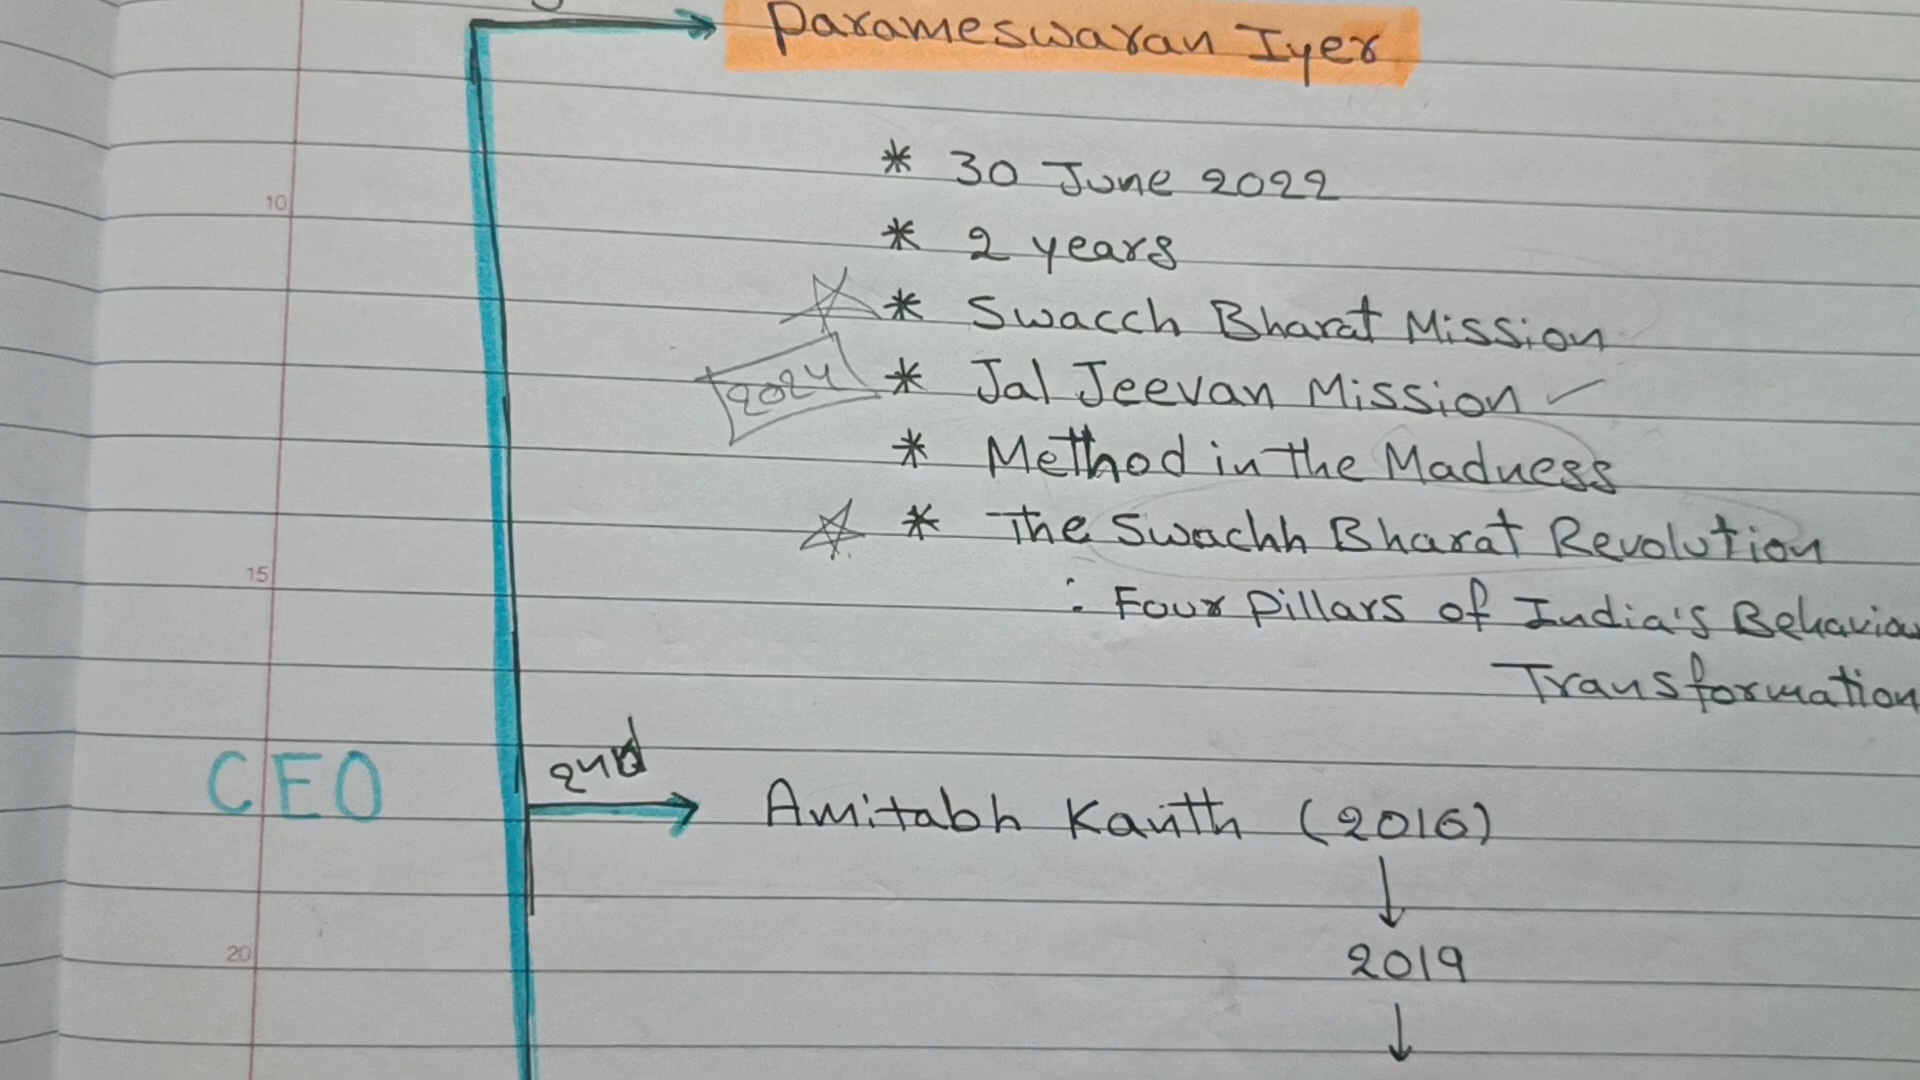 Parameswaran Iyer
* 30 June 2022
* 2 years
* Swacch Bharat Mission
2024 * Jal Jeevan Mission ✓
* Method in the Madness
* The Swachh Bharat Revolution
: Four Pillars of India's Behaviou
Transformation
CEO
2nd
Amitabh Kanth (2016)
↓
2019
↓
10
15
20